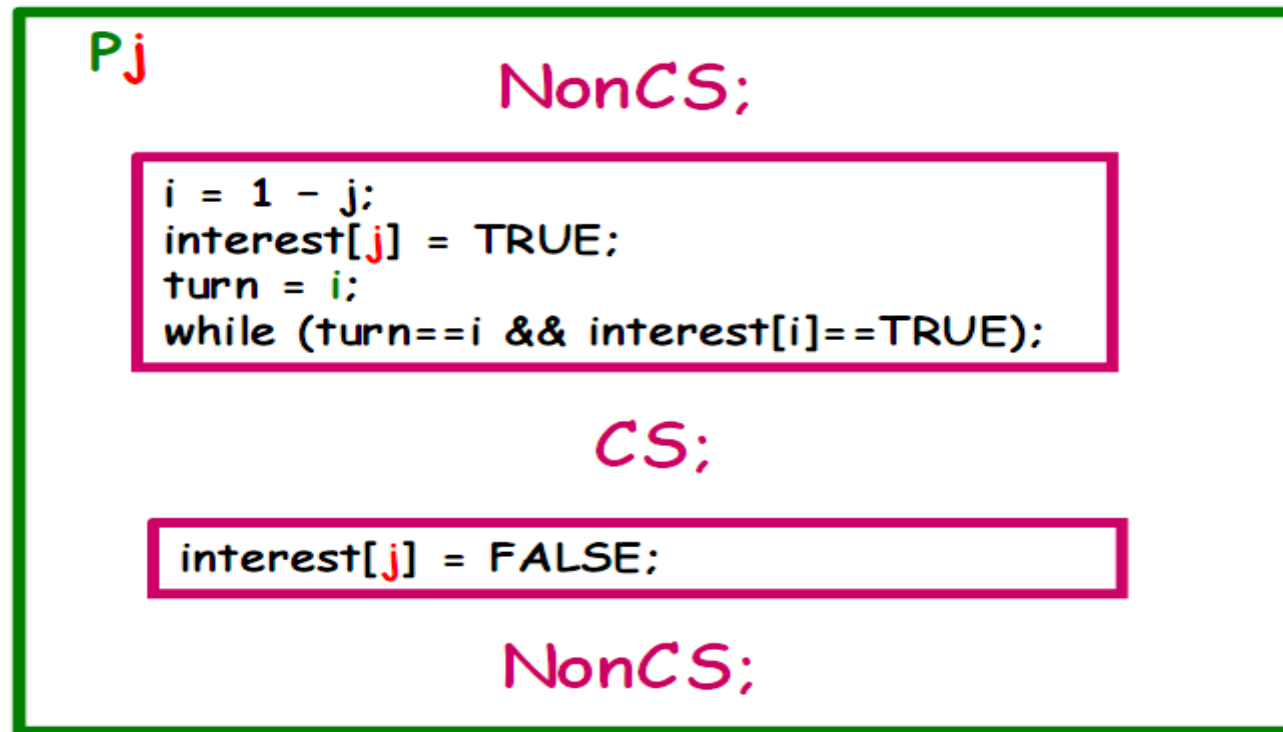 Pj
NonCS;
i = 1 – j;
interest[j] = TRUE;
turn = i;
while (turn==i && interest[i]==TRUE);
CS;
interest[j] = FALSE;
NonCS;